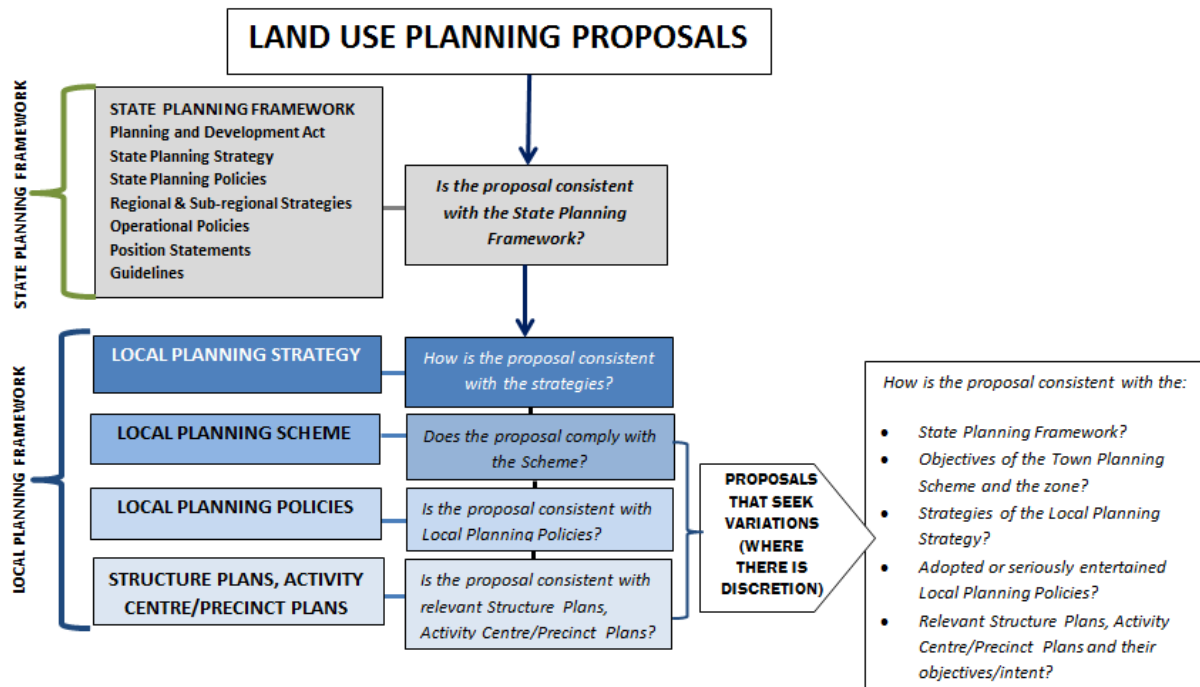 LAND USE PLANNING PROPOSALS
STATE PLANNING FRAMEWORK
STATE PLANNING FRAMEWORK
Planning and Development Act
State Planning Strategy
State Planning Policies
Regional & Sub-regional Strategies
Operational Policies
Position Statements
Guidelines
Is the proposal consistent
with the State Planning
Framework?
LOCAL PLANNING FRAMEWORK
LOCAL PLANNING STRATEGY
How is the proposal consistent
with the strategies?
LOCAL PLANNING SCHEME
Does the proposal comply with
the Scheme?
LOCAL PLANNING POLICIES
Is the proposal consistent with
Local Planning Policies?
STRUCTURE PLANS, ACTIVITY
CENTRE/PRECINCT PLANS
Is the proposal consistent with
relevant Structure Plans,
Activity Centre/Precinct Plans?
PROPOSALS
THAT SEEK
VARIATIONS
(WHERE
THERE IS
DISCRETION)
How is the proposal consistent with the:
• State Planning Framework?
• Objectives of the Town Planning
Scheme and the zone?
• Strategies of the Local Planning
Strategy?
• Adopted or seriously entertained
Local Planning Policies?
• Relevant Structure Plans, Activity
Centre/Precinct Plans and their
objectives/intent?